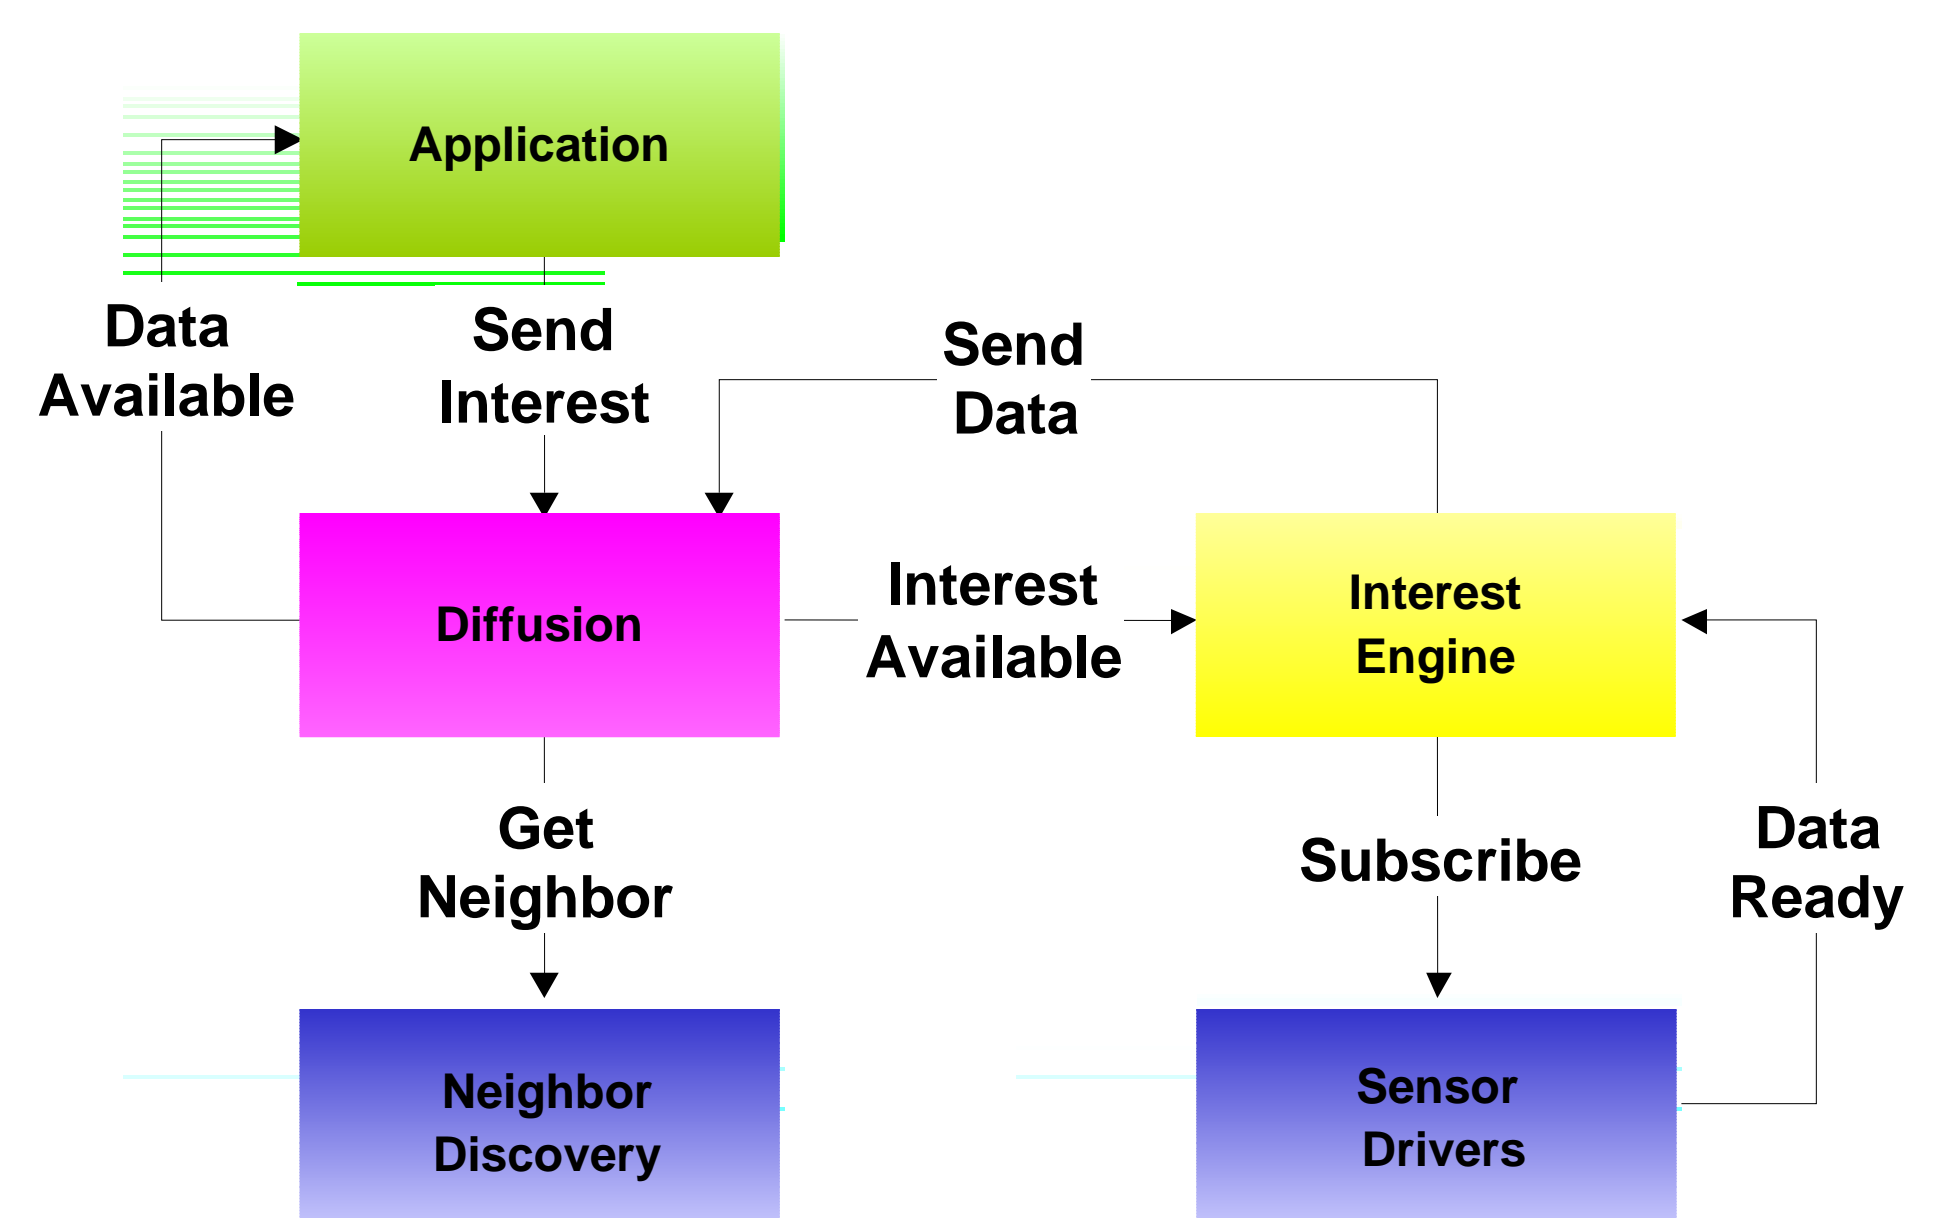 Application
Data
Available
Send
Interest
Send
Data
Diffusion
Interest
Available
Interest
Engine
Get
Neighbor
Subscribe
Data
Ready
Neighbor
Discovery
Sensor
Drivers